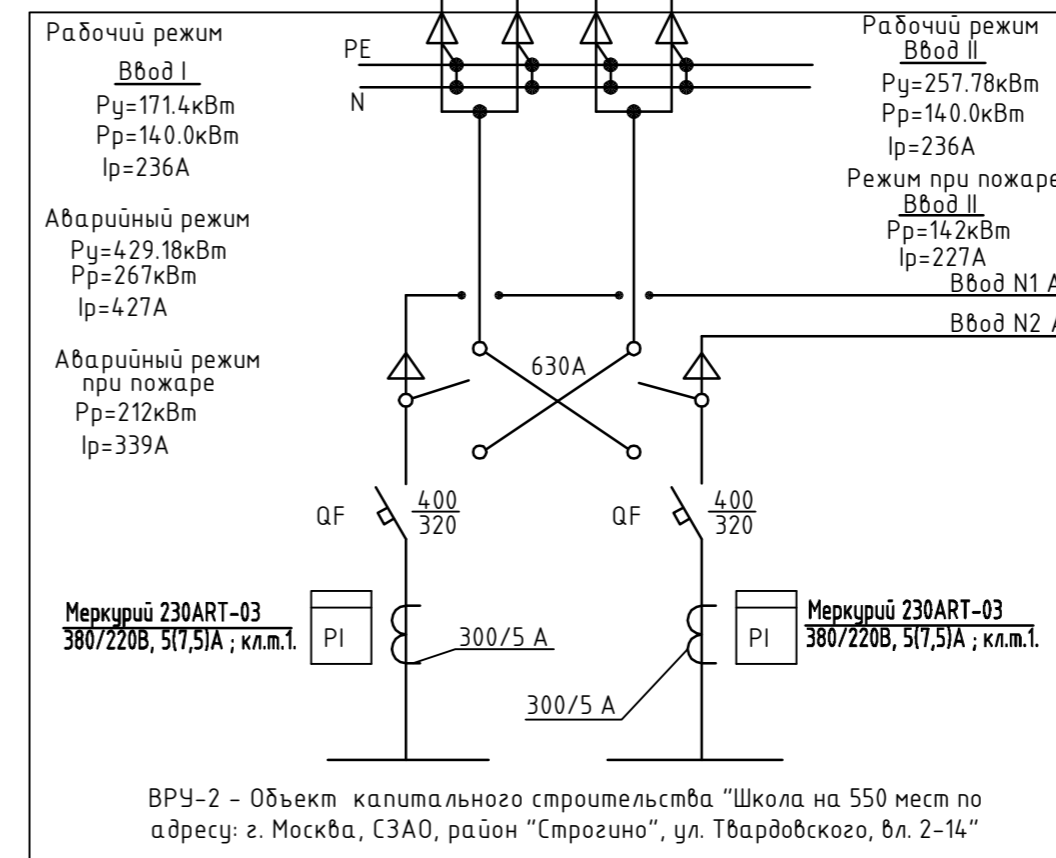 Рабочий режим
Ввод I
Ру=171.4кВт
Рр=140.0кВт
Iр=236А
Аварийный режим
Ру=429.18кВт
Рр=267кВт
Iр=427А
Аварийный режим
при пожаре
Рр=212кВт
Iр=339А
PE
N
Рабочий режим
Ввод II
Ру=257.78кВт
Рр=140.0кВт
Iр=236А
Режим при пожаре
Ввод II
Рр=142кВт
Iр=227А
Ввод N1 А
Ввод N2 А
630А
QF
400
320
QF
400
320
Меркурий 230ART-03
380/220В, 5(7,5)А ; кл.т.1.
PI
300/5 А
300/5 А
PI
Меркурий 230ART-03
380/220В, 5(7,5)А ; кл.т.1.
ВРУ-2 - Объект капитального строительства "Школа на 550 мест по
адресу: г. Москва, СЗАО, район "Строгино", ул. Твардовского, вл. 2-14"